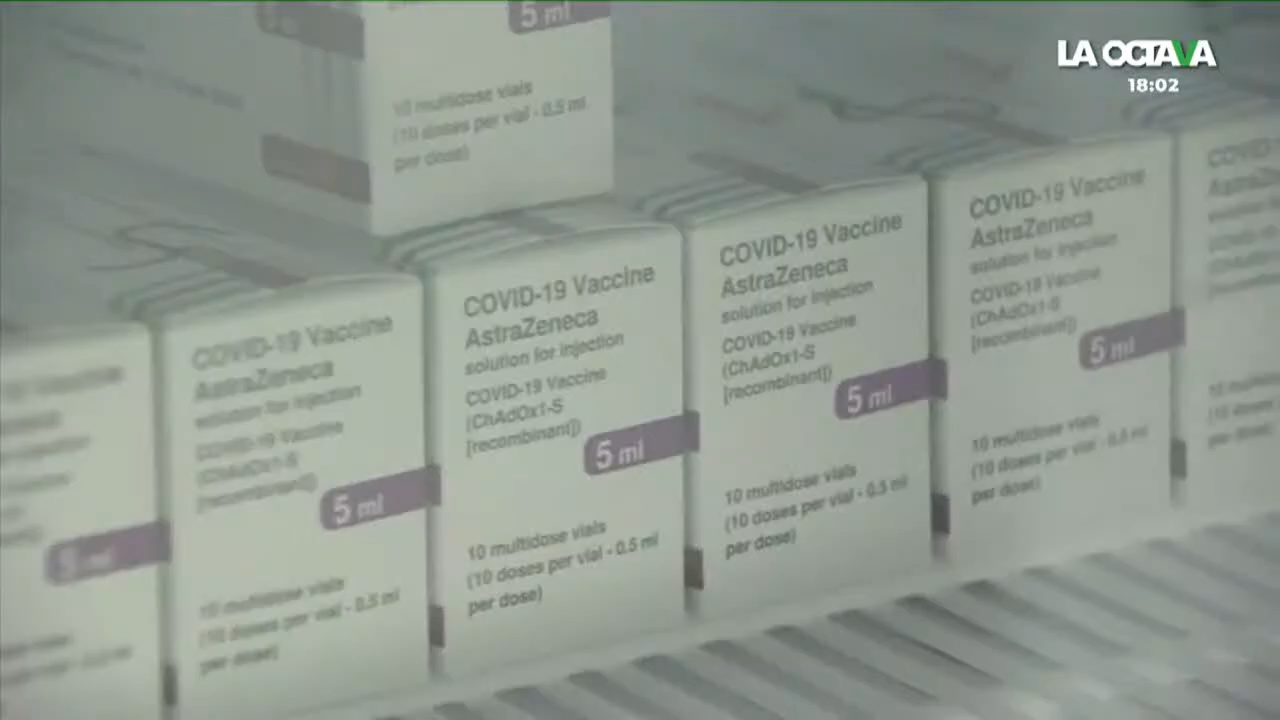 LA OCTAVA
18:02
5 ml
10 multidose vials
(10 doses per vial - 0.5 ml
per dose)
5 ml
COVID-19 Vaccine
AstraZeneca
solution for injection
COVID-19 Vaccine
(ChAdOx1-S
[recombinant])
5 ml
10 multidose vials
(10 doses per vial - 0.5 ml
per dose)
COVID-19 Vaccine
AstraZeneca
solution for injection
COVID-19 Vaccine
(ChAdOx1-S
[recombinant])
5 ml
10 multidose vials
(10 doses per vial - 0.5 ml
per dose)
COVID-19 Vaccine
AstraZeneca
solution for injection
COVID-19 Vaccine
(ChAdOx1-S
[recombinant])
5 ml
10 multidose vials
(10 doses per vial - 0.5 ml
per dose)
COVID-19 Vaccine
AstraZeneca
solution for injection
COVID-19 Vaccine
(ChAdOx1-S
[recombinant])
5 ml
10 multidose vials
(10 doses per vial - 0.5 ml
per dose)
COVID